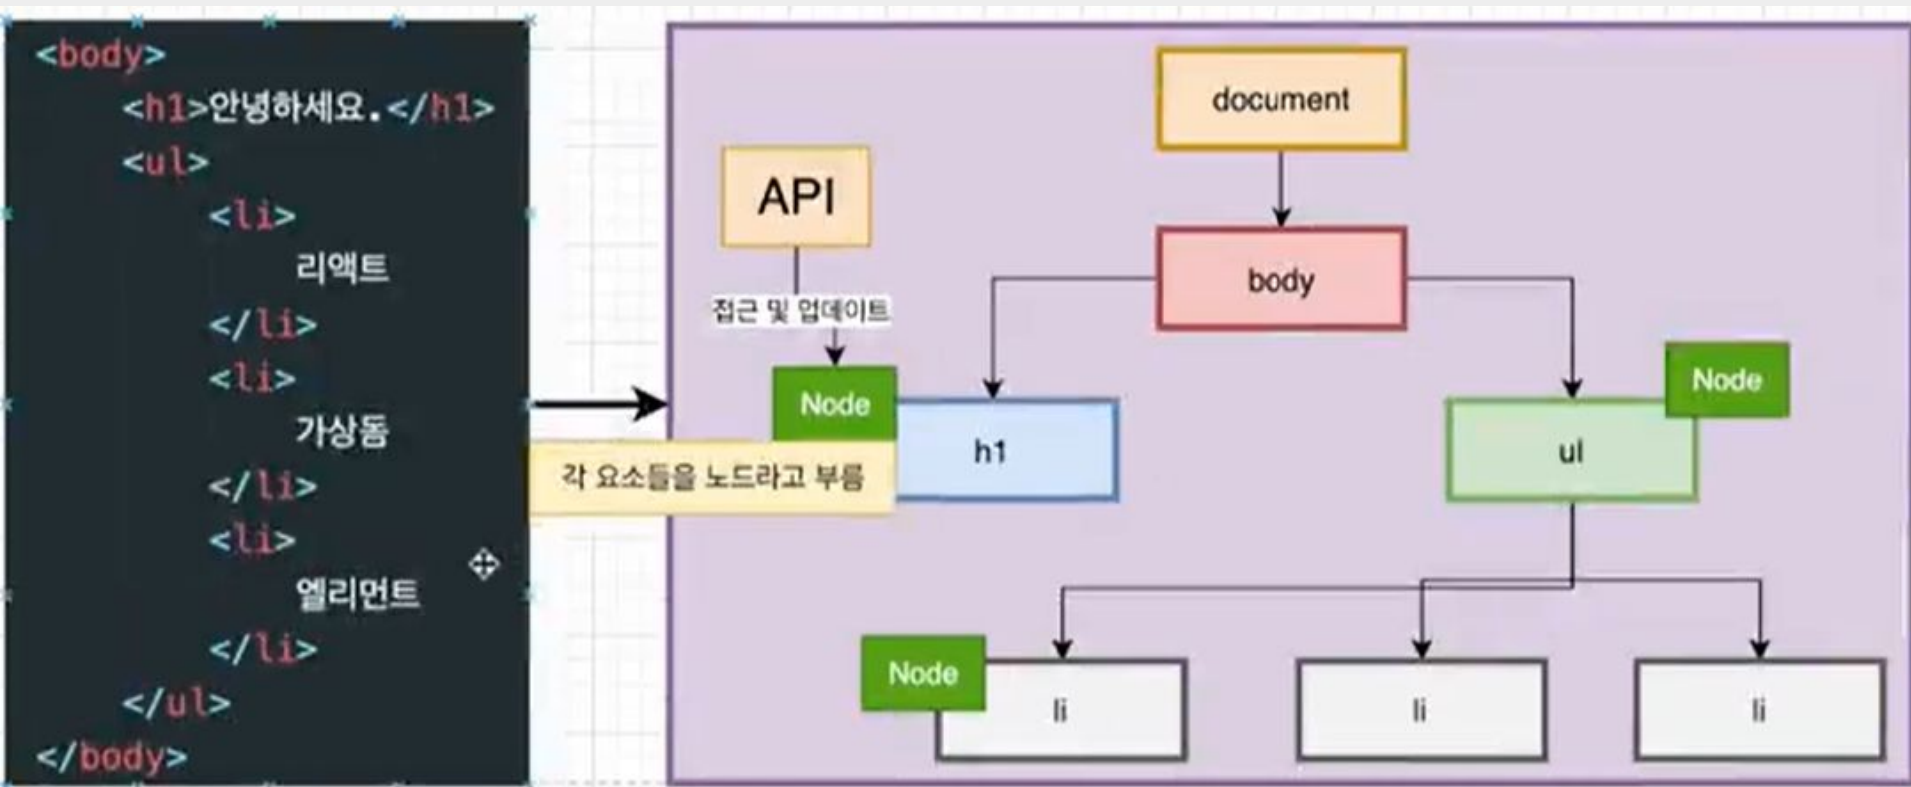 <body>
<h1>안녕하세요.</h1>
<ul>
<li>
리액트
</li>
<li>
가상돔
</li>
<li>
엘리먼트
</li>
</ul>
</body>
document
API
body
접근 및 업데이트
Node
Node
h1
ul
각 요소들을 노드라고 부름
Node
li
li
li